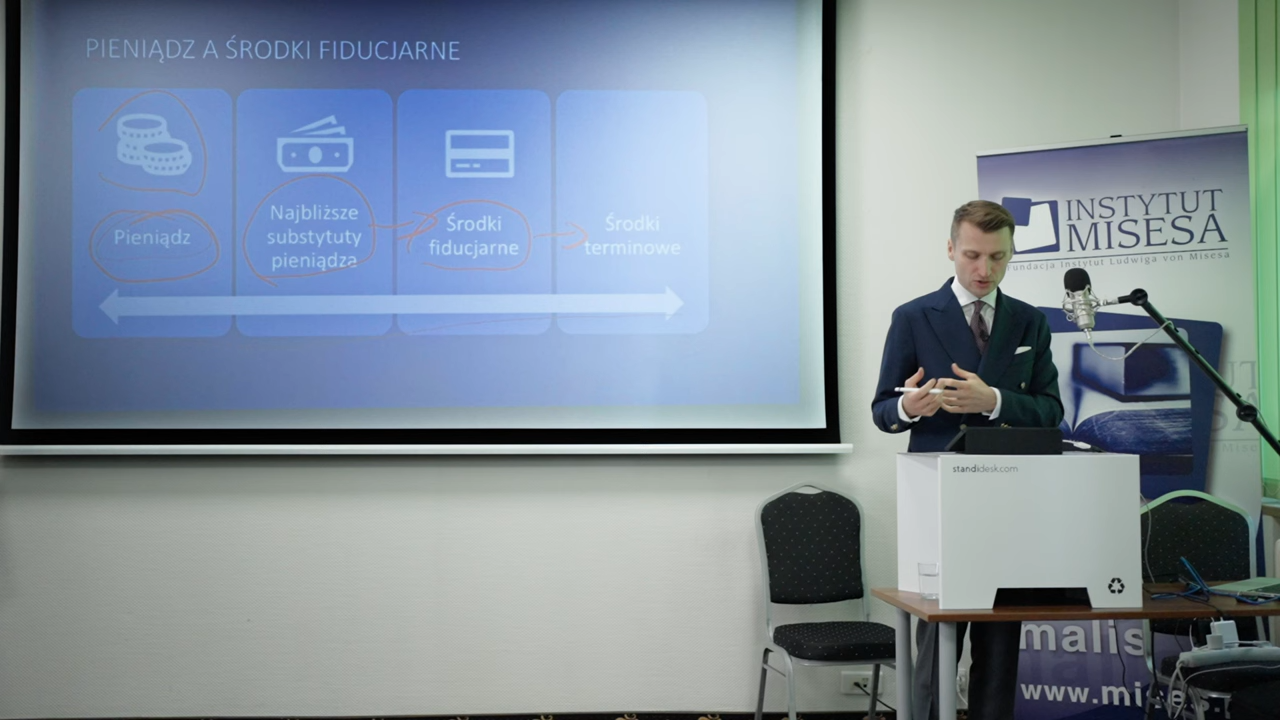 PIENIĄDZ A ŚRODKI FIDUCJARNE
Pieniądz
Najbliższe
substytuty
pieniądza
Środki
fiducjarne
Środki
terminowe
INSTYTUT
MISESA
Fundacja Instytut Ludwiga von Misesa
standidesk.com
malis
www.mises